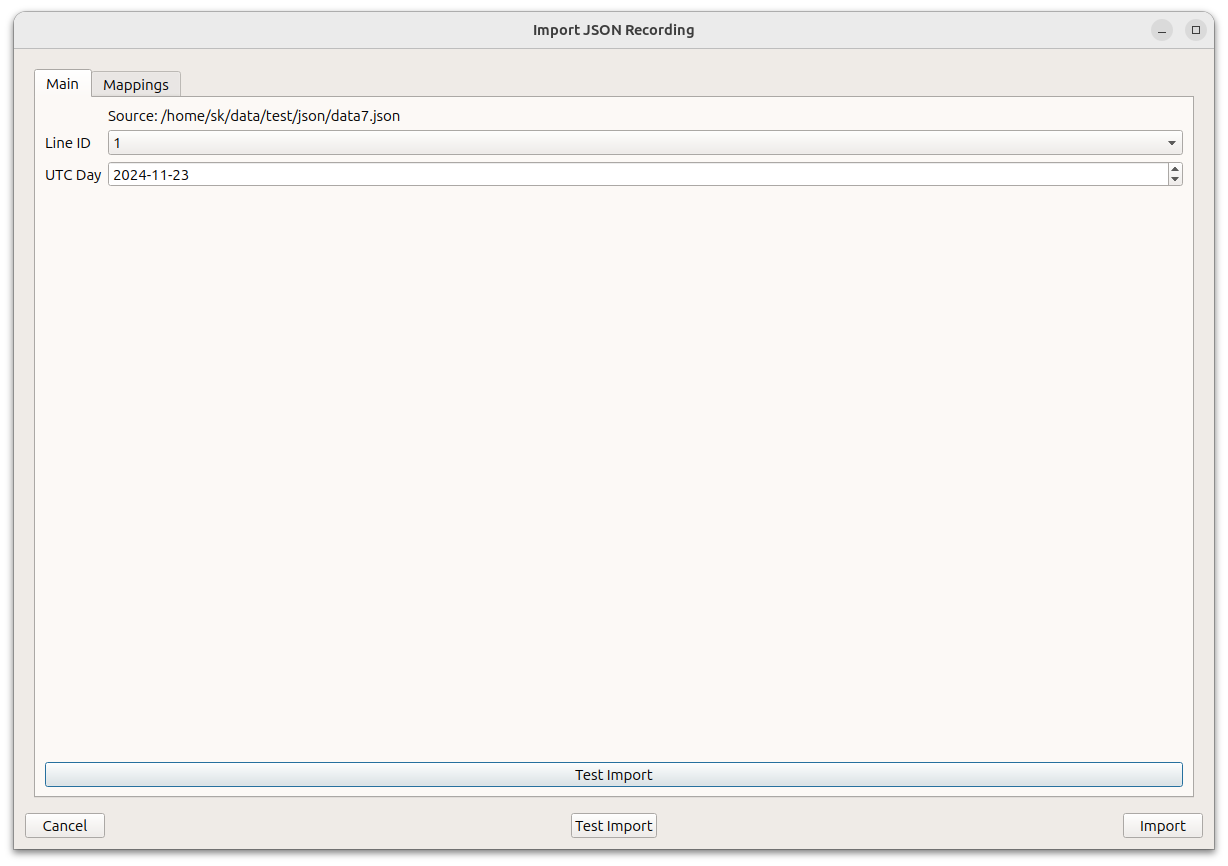 Import JSON Recording
Main
Mappings
Source: /home/sk/data/test/json/data7.json
Line ID
1
UTC Day
2024-11-23
Test Import
Cancel
Test Import
Import